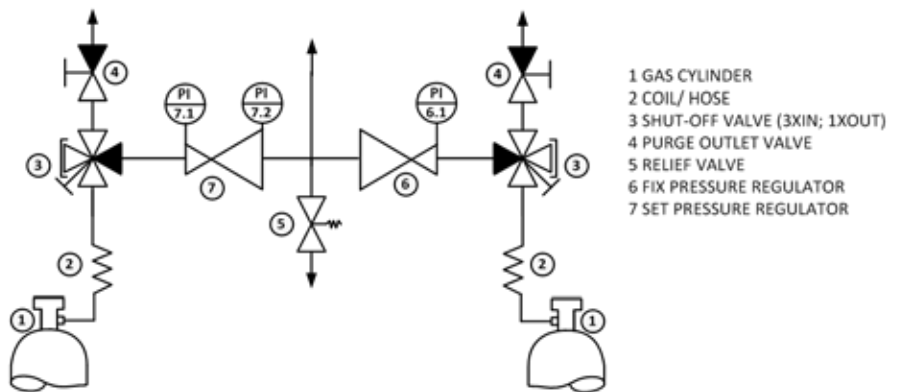 4
4
PI
7.1
PI
7.2
PI
6.1
3
7
6
3
5
2
2
1
1
1 GAS CYLINDER
2 COIL/ HOSE
3 SHUT-OFF VALVE (3XIN; 1XOUT)
4 PURGE OUTLET VALVE
5 RELIEF VALVE
6 FIX PRESSURE REGULATOR
7 SET PRESSURE REGULATOR